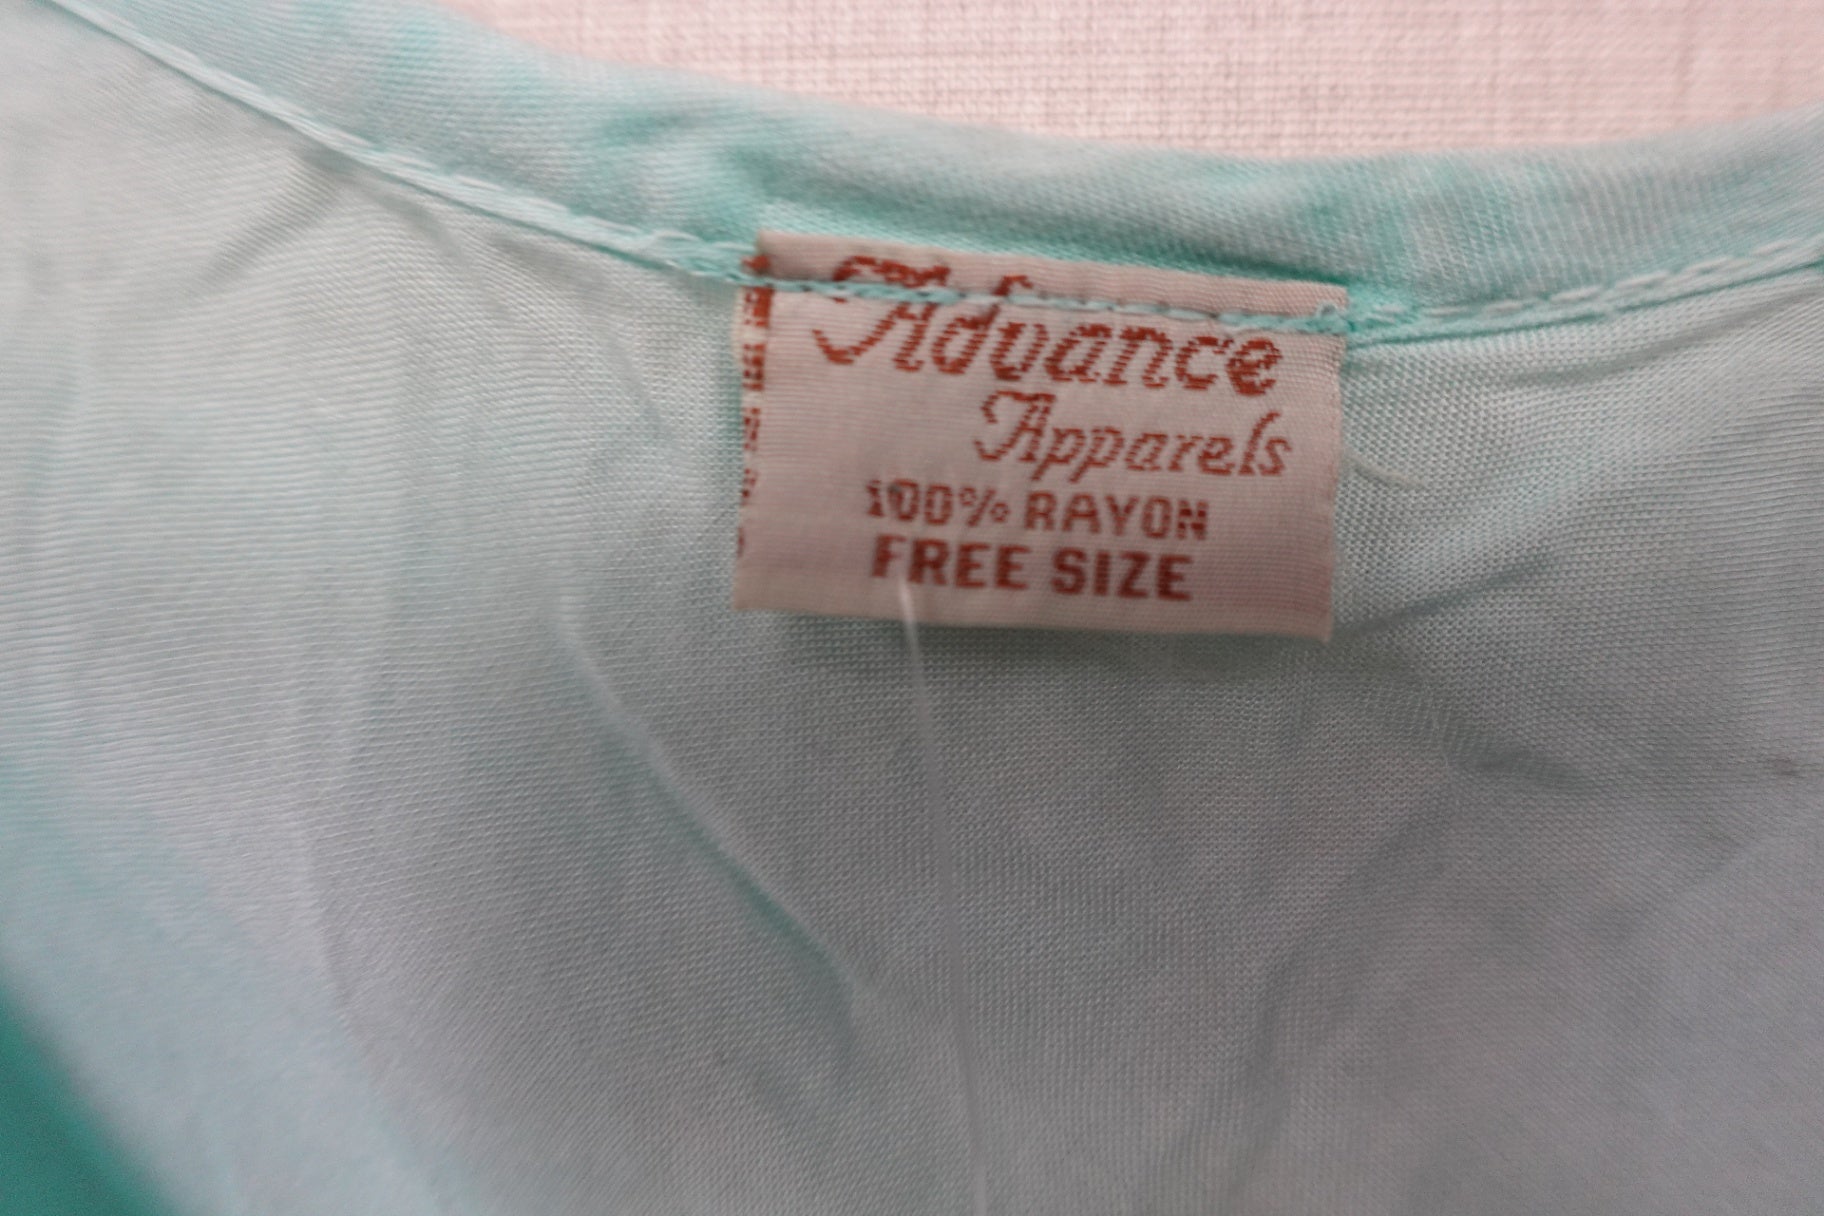 Advance
Apparels
100% RAYON
FREE SIZE